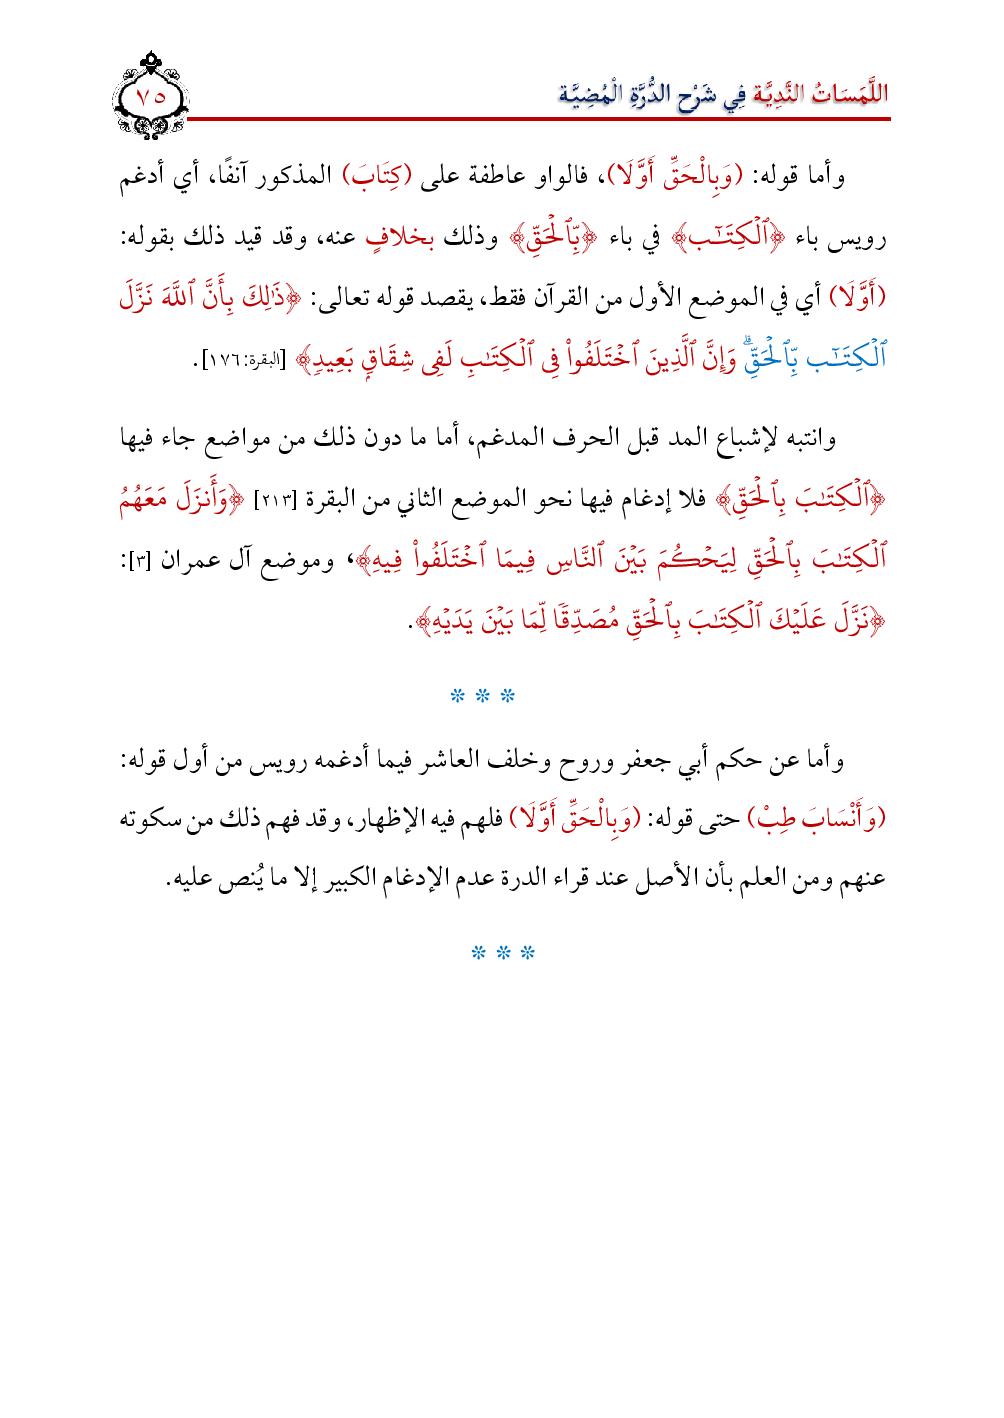 اللَّمَسَاتُ النَّدِيَّة فِي شَرْح الدُّرَّةِ الْمُضِيَّة
٧٥
وأما قوله: (وَبِالْحَقِّ أَوَّلَا)، فالواو عاطفة على (كِتَابَ) المذكور آنفًا، أي أدغم
رويس باء ﴿ٱلۡكِتَـٰٓب﴾ في باء ﴿بِّٱلۡحَقِّ﴾ وذلك بخلافٍ عنه، وقد قيد ذلك بقوله:
(أَوَّلَا) أي في الموضع الأول من القرآن فقط، يقصد قوله تعالى: ﴿ذَٰلِكَ بِأَنَّ ٱللَّهَ نَزَّلَ
ٱلۡكِتَـٰٓب بِّٱلۡحَقِّۗ وَإِنَّ ٱلَّذِينَ ٱخۡتَلَفُواْ فِى ٱلۡكِتَـٰبِ لَفِى شِقَاقِۭ بَعِيدٖ﴾ [البقرة: ١٧٦].
وانتبه لإشباع المد قبل الحرف المدغم، أما ما دون ذلك من مواضع جاء فيها
﴿ٱلۡكِتَـٰبَ بِٱلۡحَقِّ﴾ فلا إدغام فيها نحو الموضع الثاني من البقرة [٢١٣] ﴿وَأَنزَلَ مَعَهُمُ
ٱلۡكِتَـٰبَ بِٱلۡحَقِّ لِيَحۡكُمَ بَيۡنَ ٱلنَّاسِ فِيمَا ٱخۡتَلَفُواْ فِيهِ﴾، وموضع آل عمران [٣]:
﴿نَزَّلَ عَلَيۡكَ ٱلۡكِتَـٰبَ بِٱلۡحَقِّ مُصَدِّقٗا لِّمَا بَيۡنَ يَدَيۡهِ﴾.
❊ ❊ ❊
وأما عن حكم أبي جعفر وروح وخلف العاشر فيما أدغمه رويس من أول قوله:
(وَأَنْسَابَ طِبْ) حتى قوله: (وَبِالْحَقِّ أَوَّلَا) فلهم فيه الإظهار، وقد فهم ذلك من سكوته
عنهم ومن العلم بأن الأصل عند قراء الدرة عدم الإدغام الكبير إلا ما يُنص عليه.
❊ ❊ ❊